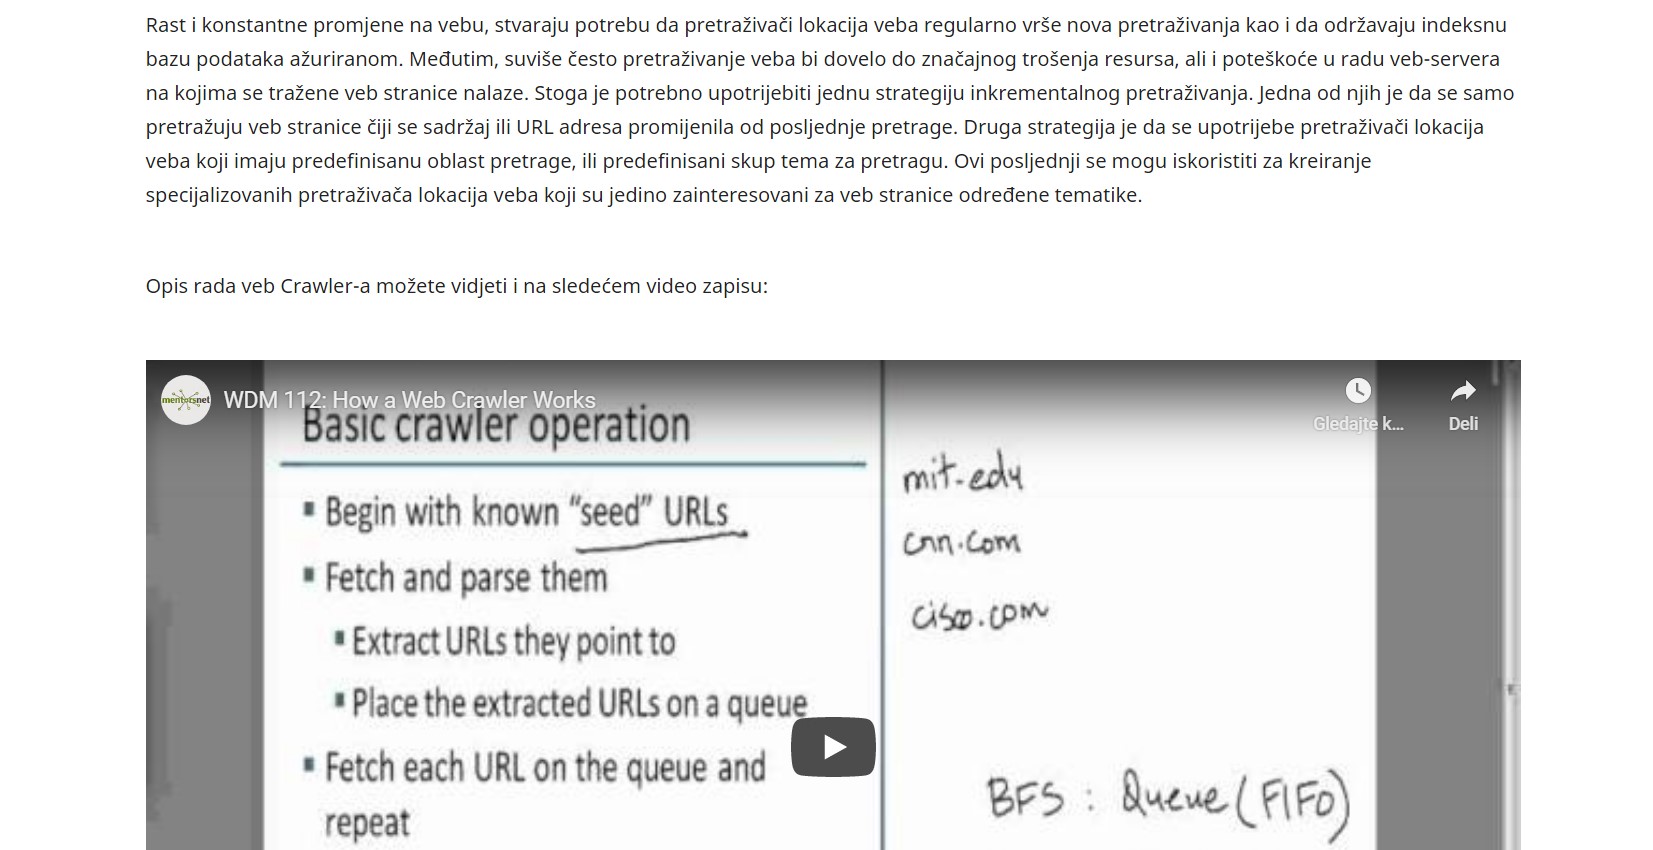 Rast i konstantne promjene na vebu, stvaraju potrebu da pretraživači lokacija veba regularno vrše nova pretraživanja kao i da održavaju indeksnu
bazu podataka ažuriranom. Međutim, suviše često pretraživanje veba bi dovelo do značajnog trošenja resursa, ali i poteškoće u radu veb-servera
na kojima se tražene veb stranice nalaze. Stoga je potrebno upotrijebiti jednu strategiju inkrementalnog pretraživanja. Jedna od njih je da se samo
pretražuju veb stranice čiji se sadržaj ili URL adresa promijenila od posljednje pretrage. Druga strategija je da se upotrijebe pretraživači lokacija
veba koji imaju predefinisanu oblast pretrage, ili predefinisani skup tema za pretragu. Ovi posljednji se mogu iskoristiti za kreiranje
specijalizovanih pretraživača lokacija veba koji su jedino zainteresovani za veb stranice određene tematike.
Opis rada veb Crawler-a možete vidjeti i na sledećem video zapisu:
mentorsnet
WDM 112: How a Web Crawler Works
Gledajte k...
Deli
Basic crawler operation
Begin with known “seed” URLs
Fetch and parse them
Extract URLs they point to
Place the extracted URLs on a queue
Fetch each URL on the queue and
repeat
mit.edu
cnn.com
cisco.com
BFS : Queue (FIFO)